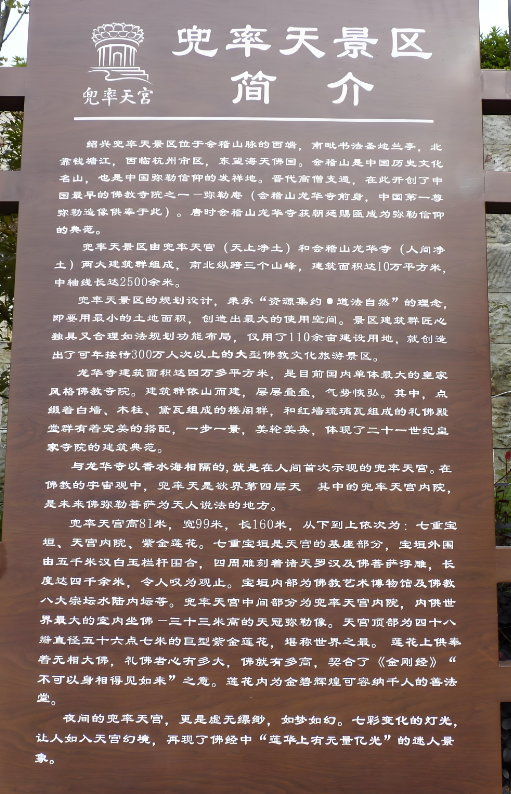 兜率天宫
兜率天景区
简介
绍兴兜率天景区位于会稽山脉的西端，南毗书法圣地兰亭，北
靠钱塘江，西临杭州市区，东望海天佛国。会稽山是中国历史文化
名山，也是中国弥勒信仰的发祥地。晋代高僧支遁，在此开创了中
国最早的佛教寺院之一—弥勒庵（会稽山龙华寺前身，中国第一尊
弥勒造像供奉于此）。唐时会稽山龙华寺获朝廷赐匾成为弥勒信仰
的典范。
兜率天景区由兜率天宫（天上净土）和会稽山龙华寺（人间净
土）两大建筑群组成，南北纵跨三个山峰，建筑面积达10万平方米，
中轴线长达2500余米。
兜率天景区的规划设计，秉承“资源集约●道法自然”的理念，
即要用最小的土地面积，创造出最大的使用空间。景区建筑群匠心
独具又合理如法规划功能布局，仅用了110余亩建设用地，就创造
出了可年接待300万人次以上的大型佛教文化旅游景区。
龙华寺建筑面积达四万多平方米，是目前国内单体最大的皇家
风格佛教寺院。建筑群依山而建，层层叠叠，气势恢弘。其中，点
缀着白墙、木柱、黛瓦组成的楼阁群，和红墙琉璃瓦组成的礼佛殿
堂群有着完美的搭配，一步一景，美轮美奂，体现了二十一世纪皇
家寺院的建筑典范。
与龙华寺以香水海相隔的，就是在人间首次示现的兜率天宫。在
佛教的宇宙观中，兜率天是欲界第四层天 其中的兜率天宫内院，
是未来佛弥勒菩萨为天人说法的地方。
兜率天宫高81米，宽99米，长160米，从下到上依次为：七重宝
垣、天宫内院、紫金莲花。七重宝垣是天宫的基座部分，宝垣外围
由五千米汉白玉栏杆围合，四周雕刻着诸天罗汉及佛菩萨浮雕，长
度达四千余米，令人叹为观止。宝垣内部为佛教艺术博物馆及佛教
八大宗坛水陆内坛等。兜率天宫中间部分为兜率天宫内院，内供世
界最大的室内坐佛—三十三米高的天冠弥勒像。天宫顶部为四十八
瓣直径五十六点七米的巨型紫金莲花，堪称世界之最。 莲花上供奉
着无相大佛，礼佛者心有多大，佛就有多高，契合了《金刚经》“
不可以身相得见如来”之意。莲花内为金碧辉煌可容纳千人的善法
堂。
夜间的兜率天宫，更是虚无缥缈，如梦如幻。七彩变化的灯光，
让人如入天宫幻境，再现了佛经中“莲华上有无量亿光”的迷人景
象。